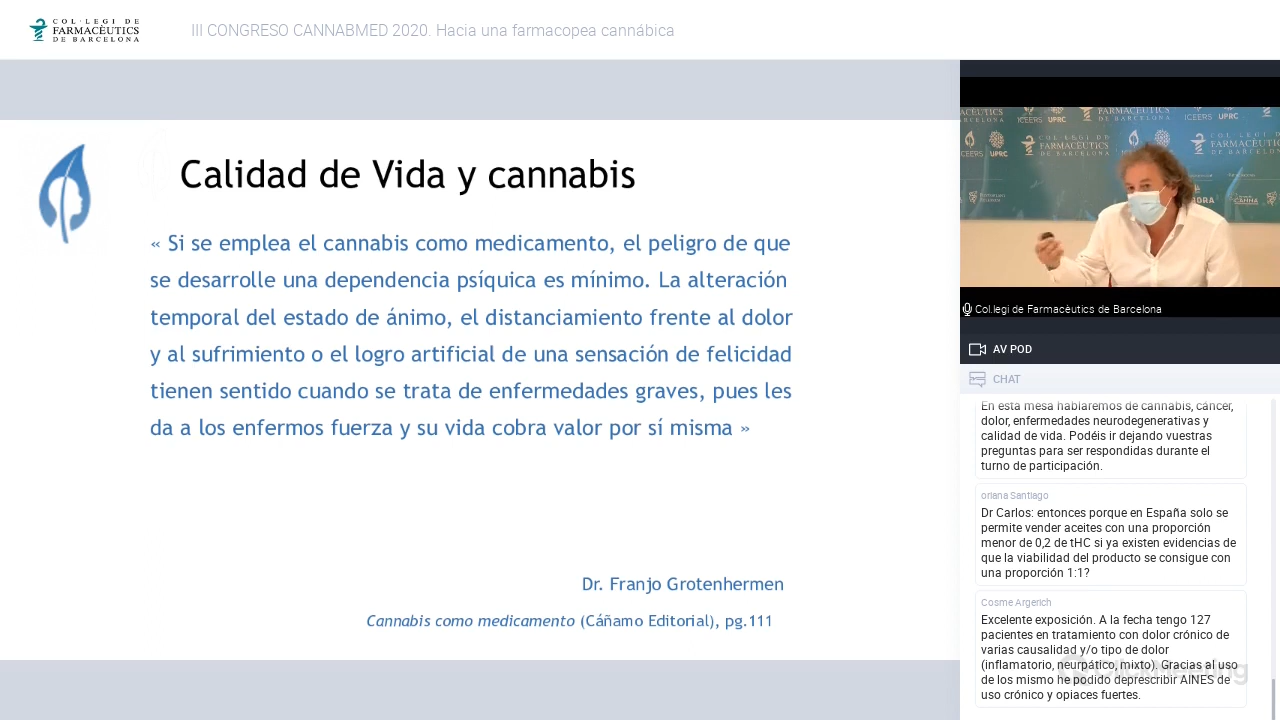 COL·LEGI DE
FARMACÈUTICS
DE BARCELONA
III CONGRESO CANNABMED 2020. Hacia una farmacopea cannábica
Calidad de Vida y cannabis
« Si se emplea el cannabis como medicamento, el peligro de que
se desarrolle una dependencia psíquica es mínimo. La alteración
temporal del estado de ánimo, el distanciamiento frente al dolor
y al sufrimiento o el logro artificial de una sensación de felicidad
tienen sentido cuando se trata de enfermedades graves, pues les
da a los enfermos fuerza y su vida cobra valor por sí misma »
Dr. Franjo Grotenhermen
Cannabis como medicamento (Cáñamo Editorial), pg.111
COL·LEGI DE
FARMACÈUTICS
DE BARCELONA
ICEERS
UPRC
Col.legi de Farmacèutics de Barcelona
AV POD
CHAT
En esta mesa hablaremos de cannabis, cáncer,
dolor, enfermedades neurodegenerativas y
calidad de vida. Podéis ir dejando vuestras
preguntas para ser respondidas durante el
turno de participación.
oriana Santiago
Dr Carlos: entonces porque en España solo se
permite vender aceites con una proporción
menor de 0,2 de tHC si ya existen evidencias de
que la viabilidad del producto se consigue con
una proporción 1:1?
Cosme Argerich
Excelente exposición. A la fecha tengo 127
pacientes en tratamiento con dolor crónico de
varias causalidad y/o tipo de dolor
(inflamatorio, neurpático, mixto). Gracias al uso
de los mismo he podido deprescribir AINES de
uso crónico y opiaces fuertes.
ClickMeeting